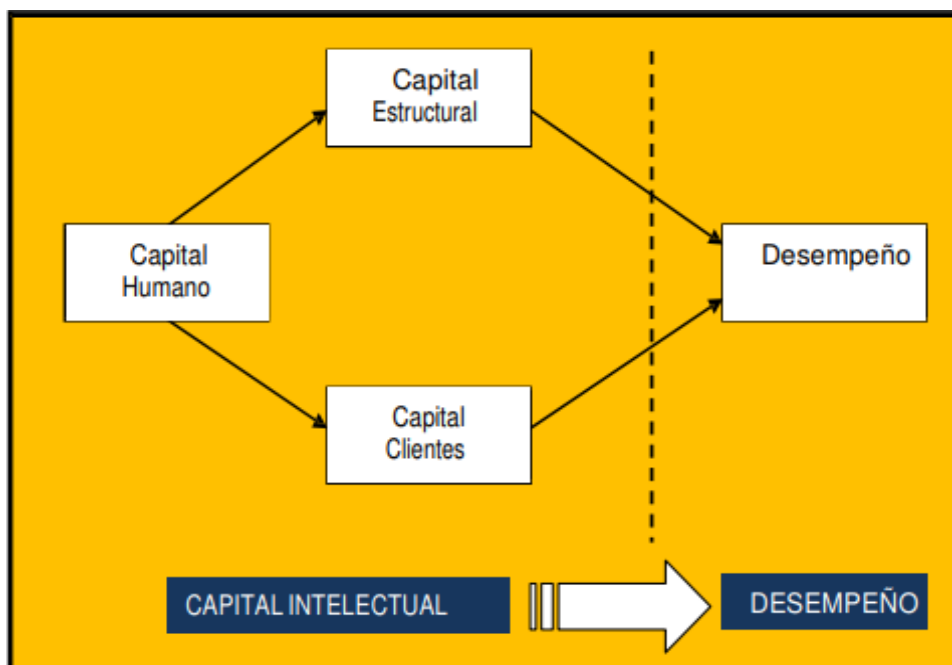 Capital
Estructural
Capital
Humano
Desempeño
Capital
Clientes
CAPITAL INTELECTUAL
DESEMPEÑO